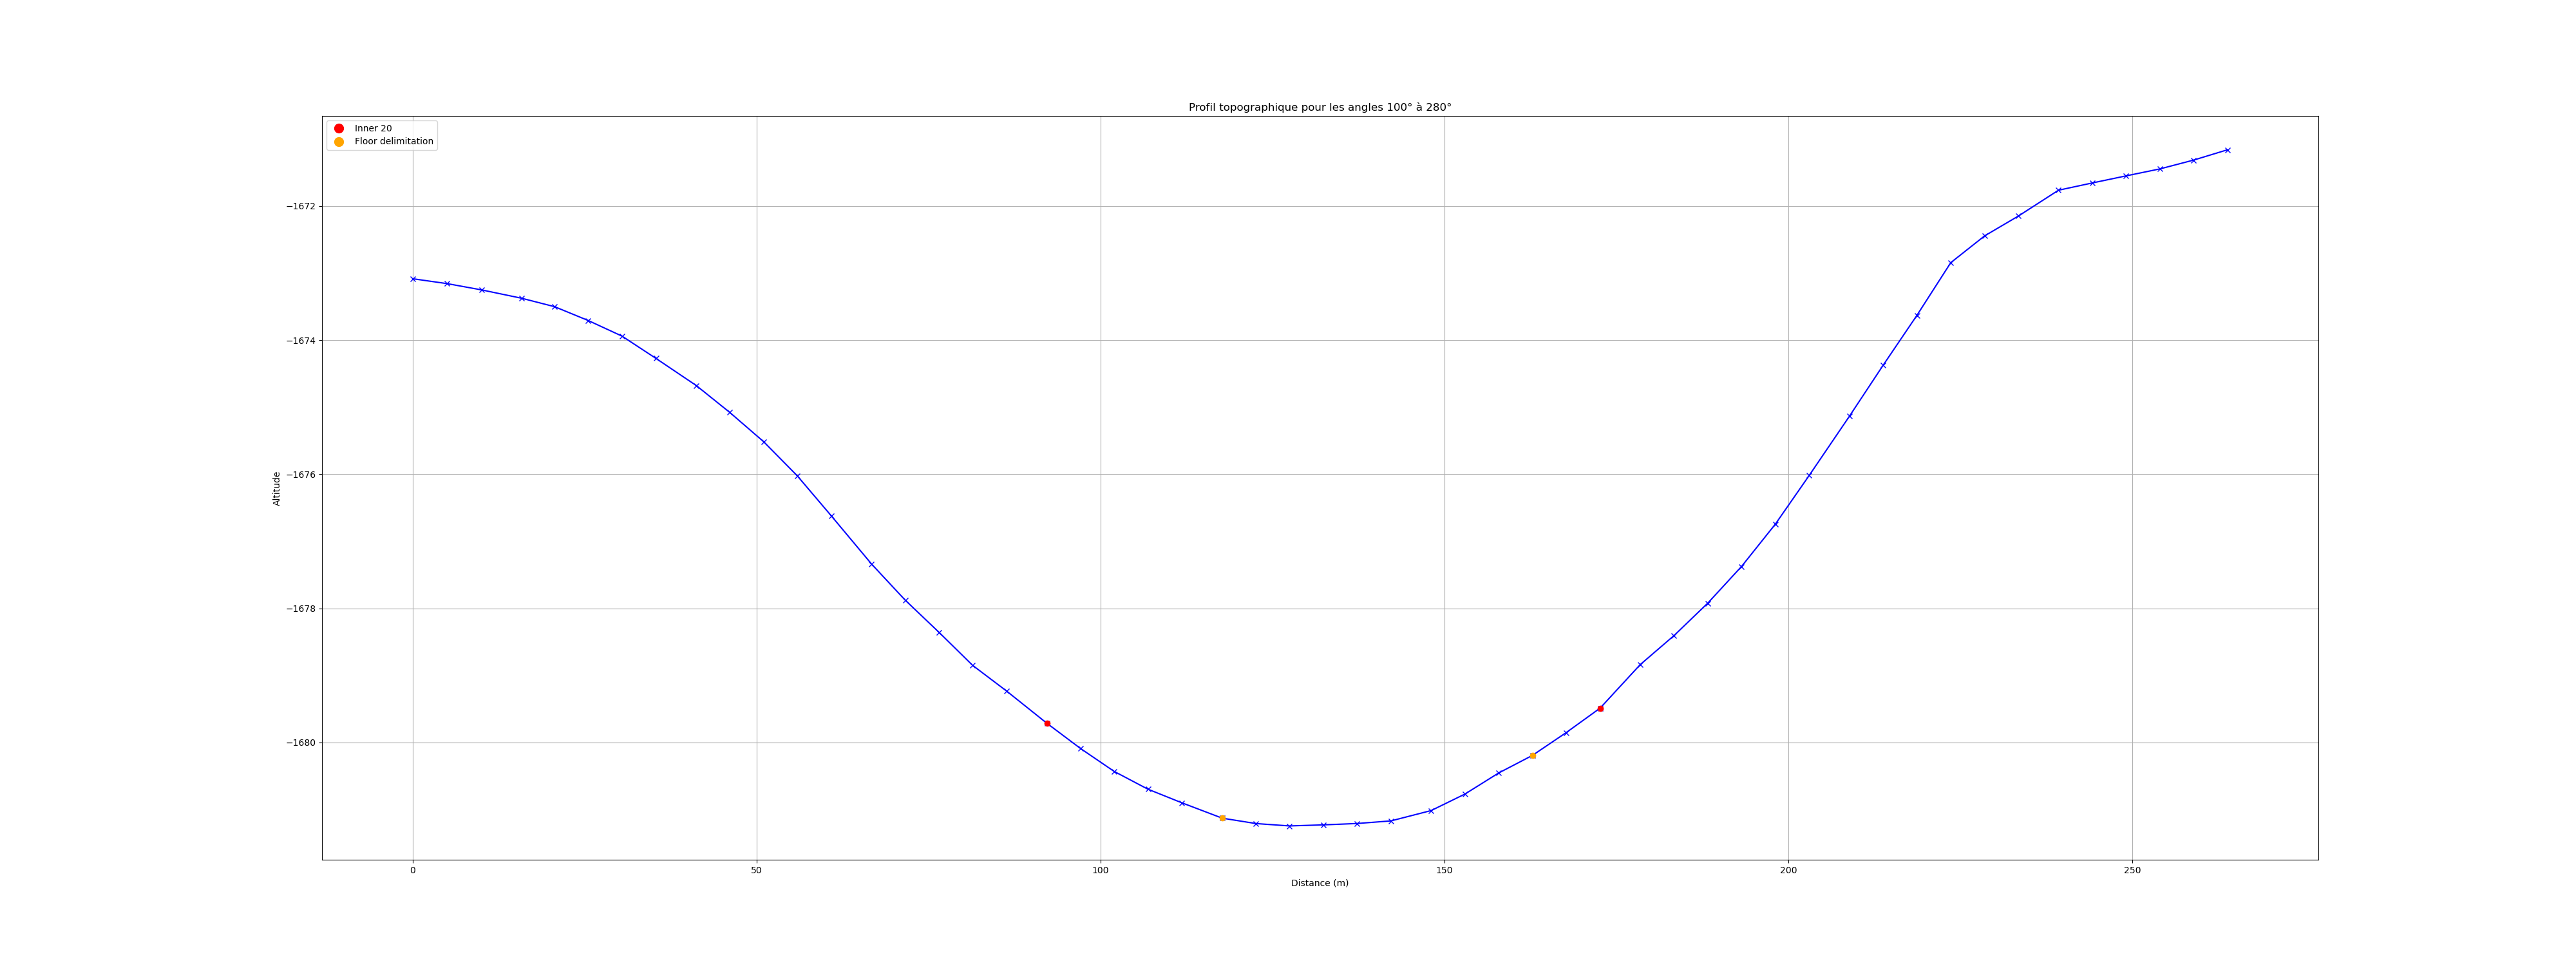 Profil topographique pour les angles 100° à 280°
Inner 20
Floor delimitation
−1672
−1674
−1676
−1678
−1680
Altitude
0 50 100 150 200 250
Distance (m)